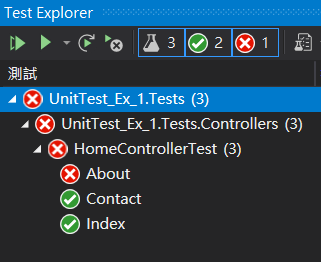 Test Explorer
3 2 1
測試
UnitTest_Ex_1.Tests (3)
UnitTest_Ex_1.Tests.Controllers (3)
HomeControllerTest (3)
About
Contact
Index